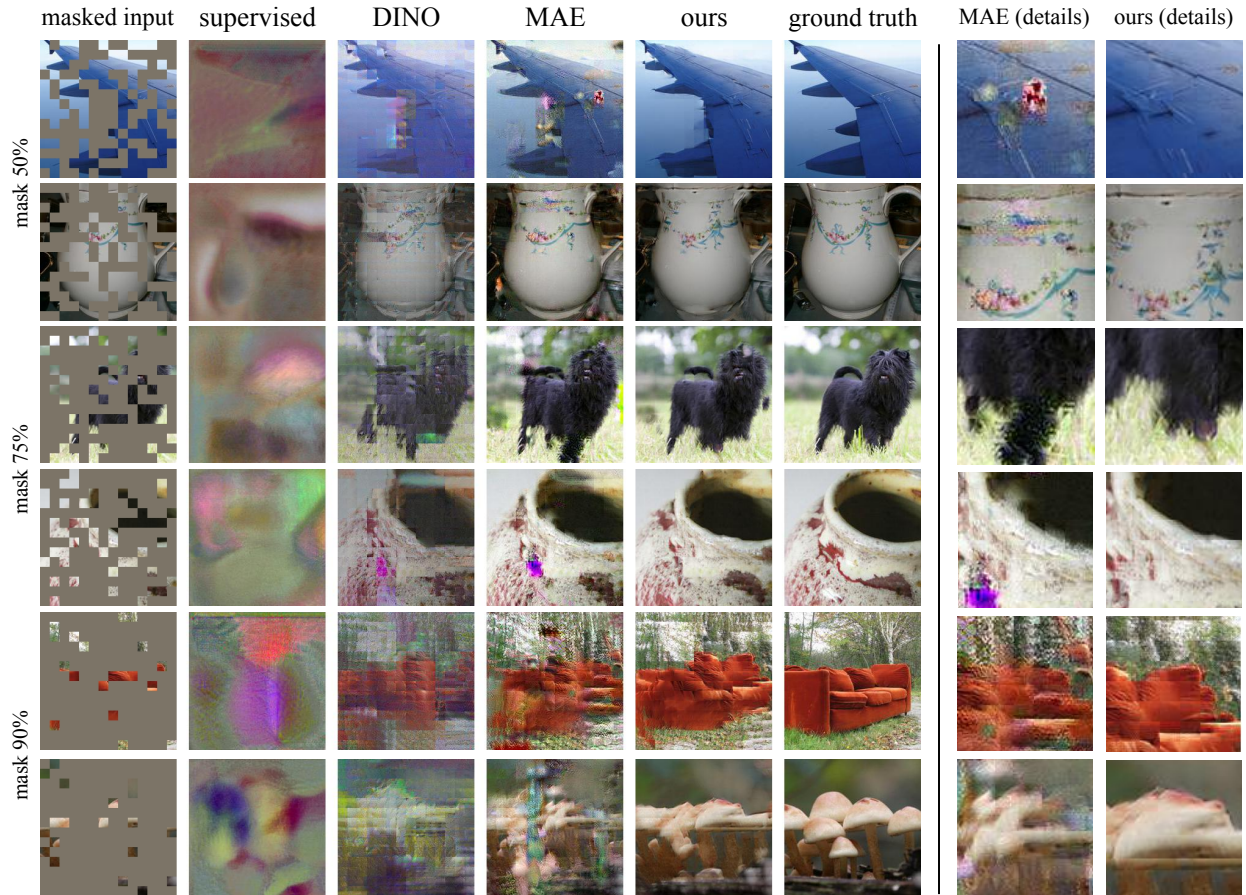 masked input
supervised
DINO
MAE
ours
ground truth
MAE (details)
ours (details)
mask 50%
mask 75%
mask 90%